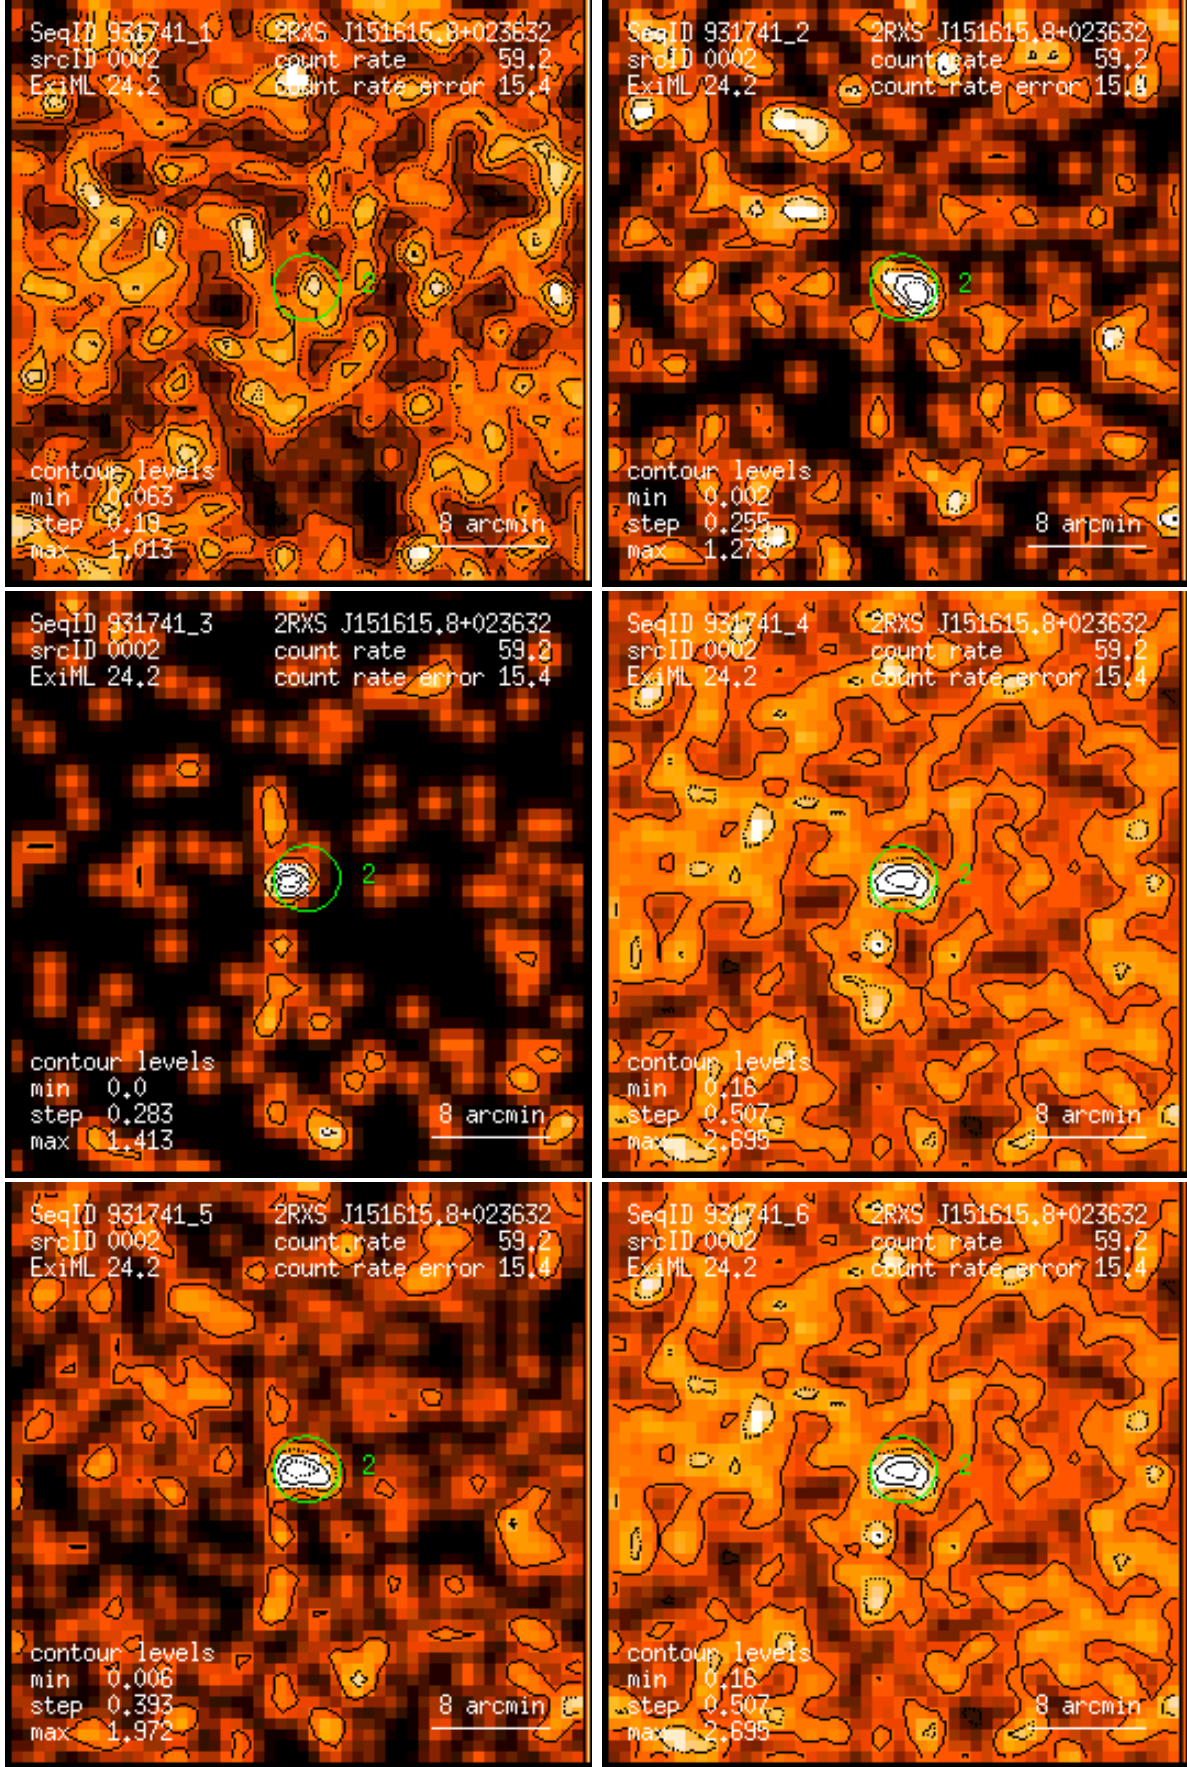 SeqID 931741_1 2RXS J151615.8+023632
srcID 0002 count rate 59.2
ExiML 24.2 count rate error 15.4
2
contour levels
min 0.063
step 0.19 8 arcmin
max 1.013
SeqID 931741_2 2RXS J151615.8+023632
srcID 0002 count rate 59.2
ExiML 24.2 count rate error 15.4
2
contour levels
min 0.002
step 0.255 8 arcmin
max 1.275
SeqID 931741_3 2RXS J151615.8+023632
srcID 0002 count rate 59.2
ExiML 24.2 count rate error 15.4
2
contour levels
min 0.0
step 0.283 8 arcmin
max 1.413
SeqID 931741_4 2RXS J151615.8+023632
srcID 0002 count rate 59.2
ExiML 24.2 count rate error 15.4
2
contour levels
min 0.16
step 0.507 8 arcmin
max 2.695
SeqID 931741_5 2RXS J151615.8+023632
srcID 0002 count rate 59.2
ExiML 24.2 count rate error 15.4
2
contour levels
min 0.006
step 0.393 8 arcmin
max 1.972
SeqID 931741_6 2RXS J151615.8+023632
srcID 0002 count rate 59.2
ExiML 24.2 count rate error 15.4
2
contour levels
min 0.16
step 0.507 8 arcmin
max 2.695